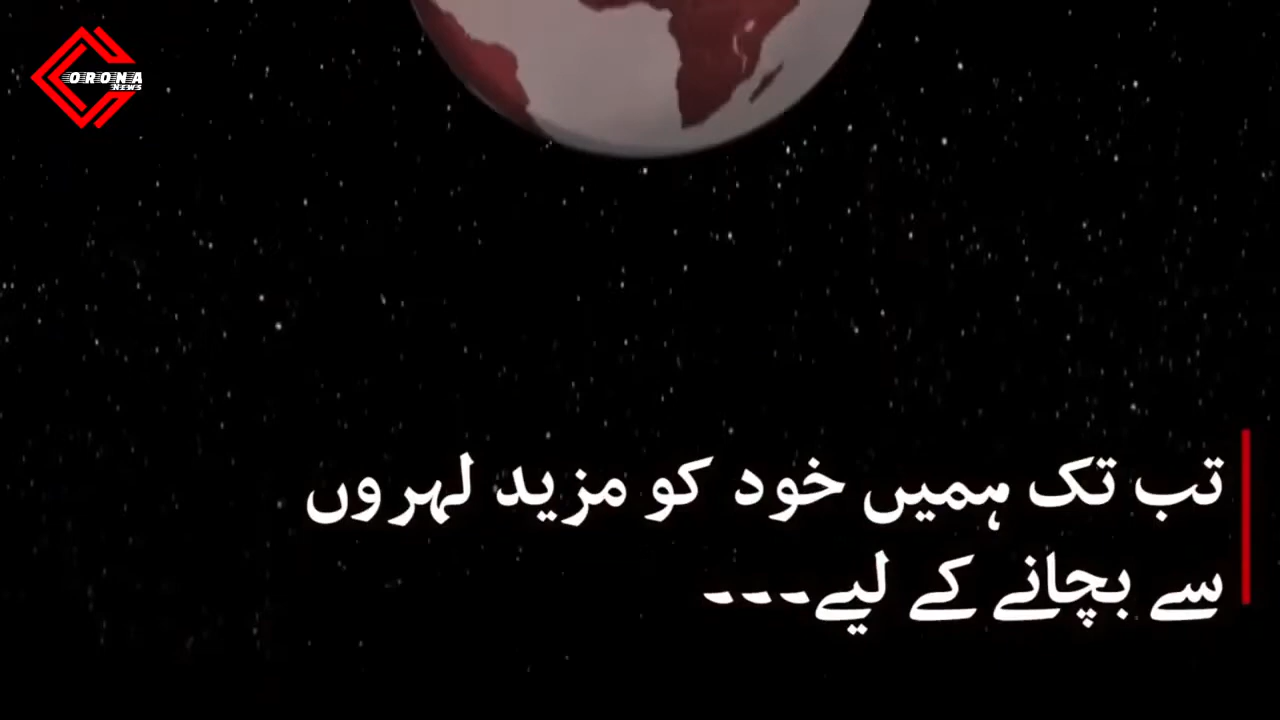 CORONA
NEWS
تب تک ہمیں خود کو مزید لہروں
سے بچانے کے لیے۔۔۔